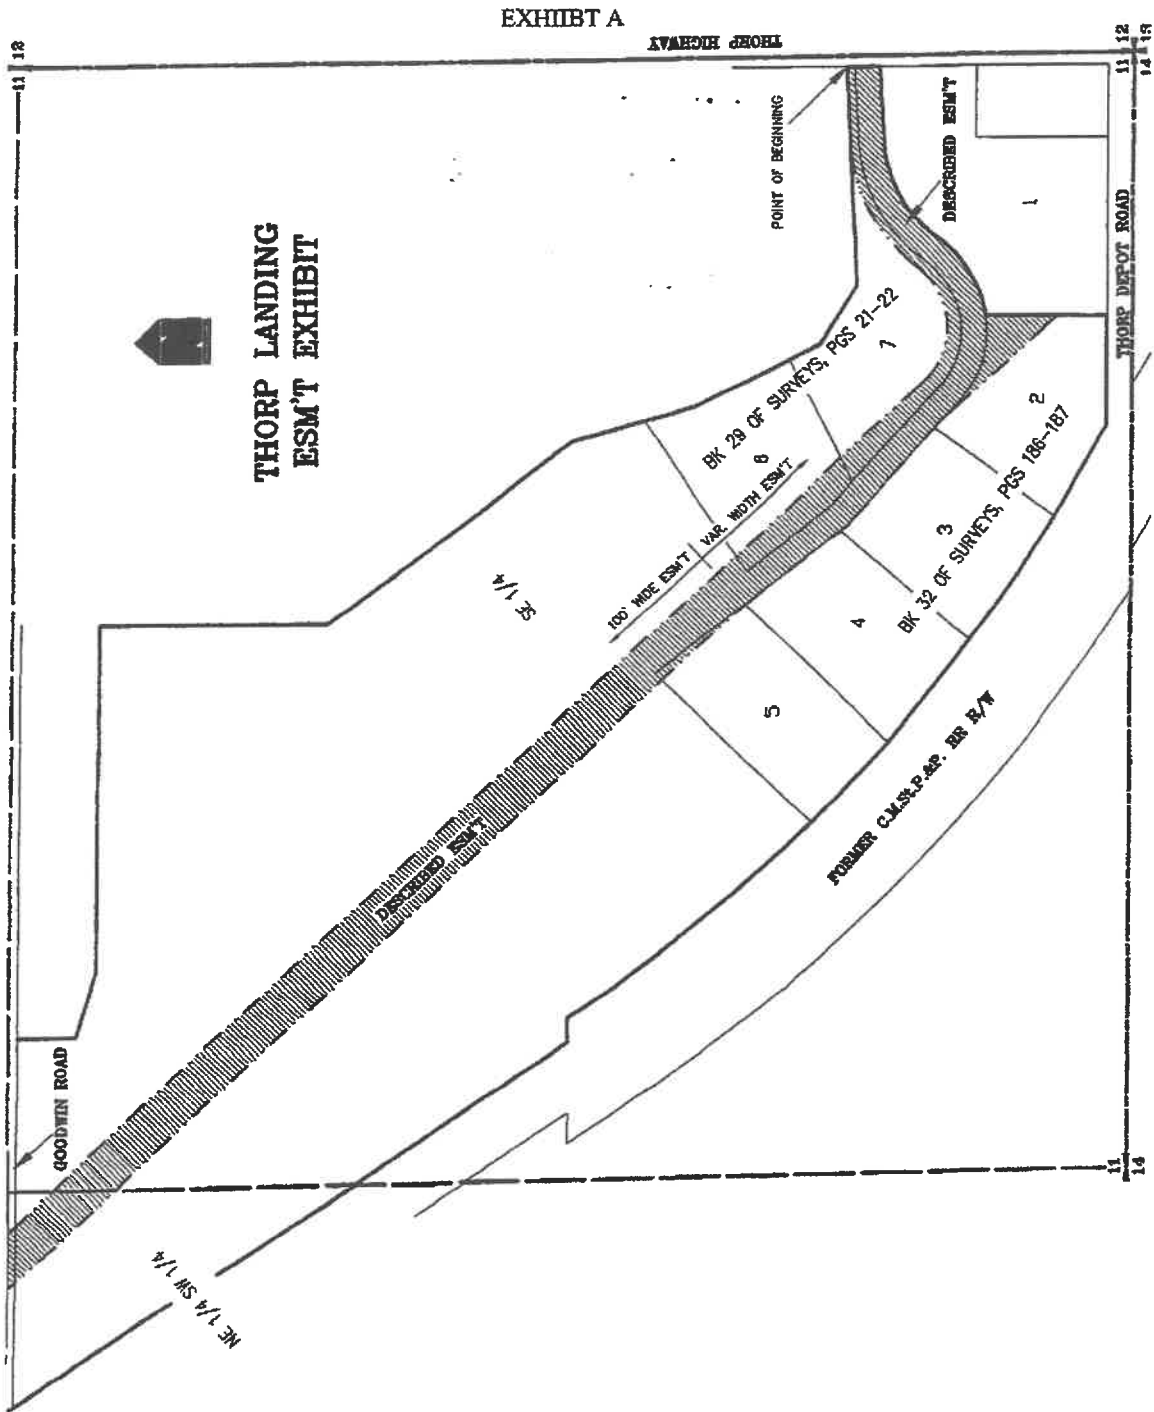 EXHIIBT A
THORP HIGHWAY
11 12
11 12
14 13
POINT OF BEGINNING
DESCRIBED ESM'T
THORP LANDING
ESM'T EXHIBIT
1
THORP DEPOT ROAD
BK 29 OF SURVEYS, PGS 21-22
7
2
8
BK 32 OF SURVEYS, PGS 186-187
3
100' WIDE ESM'T
VAR. WIDTH ESM'T
SE 1/4
4
5
FORMER C.M.St.P.&P. RR R/W
DESCRIBED ESM'T
GOODWIN ROAD
11
14
NE 1/4 SW 1/4